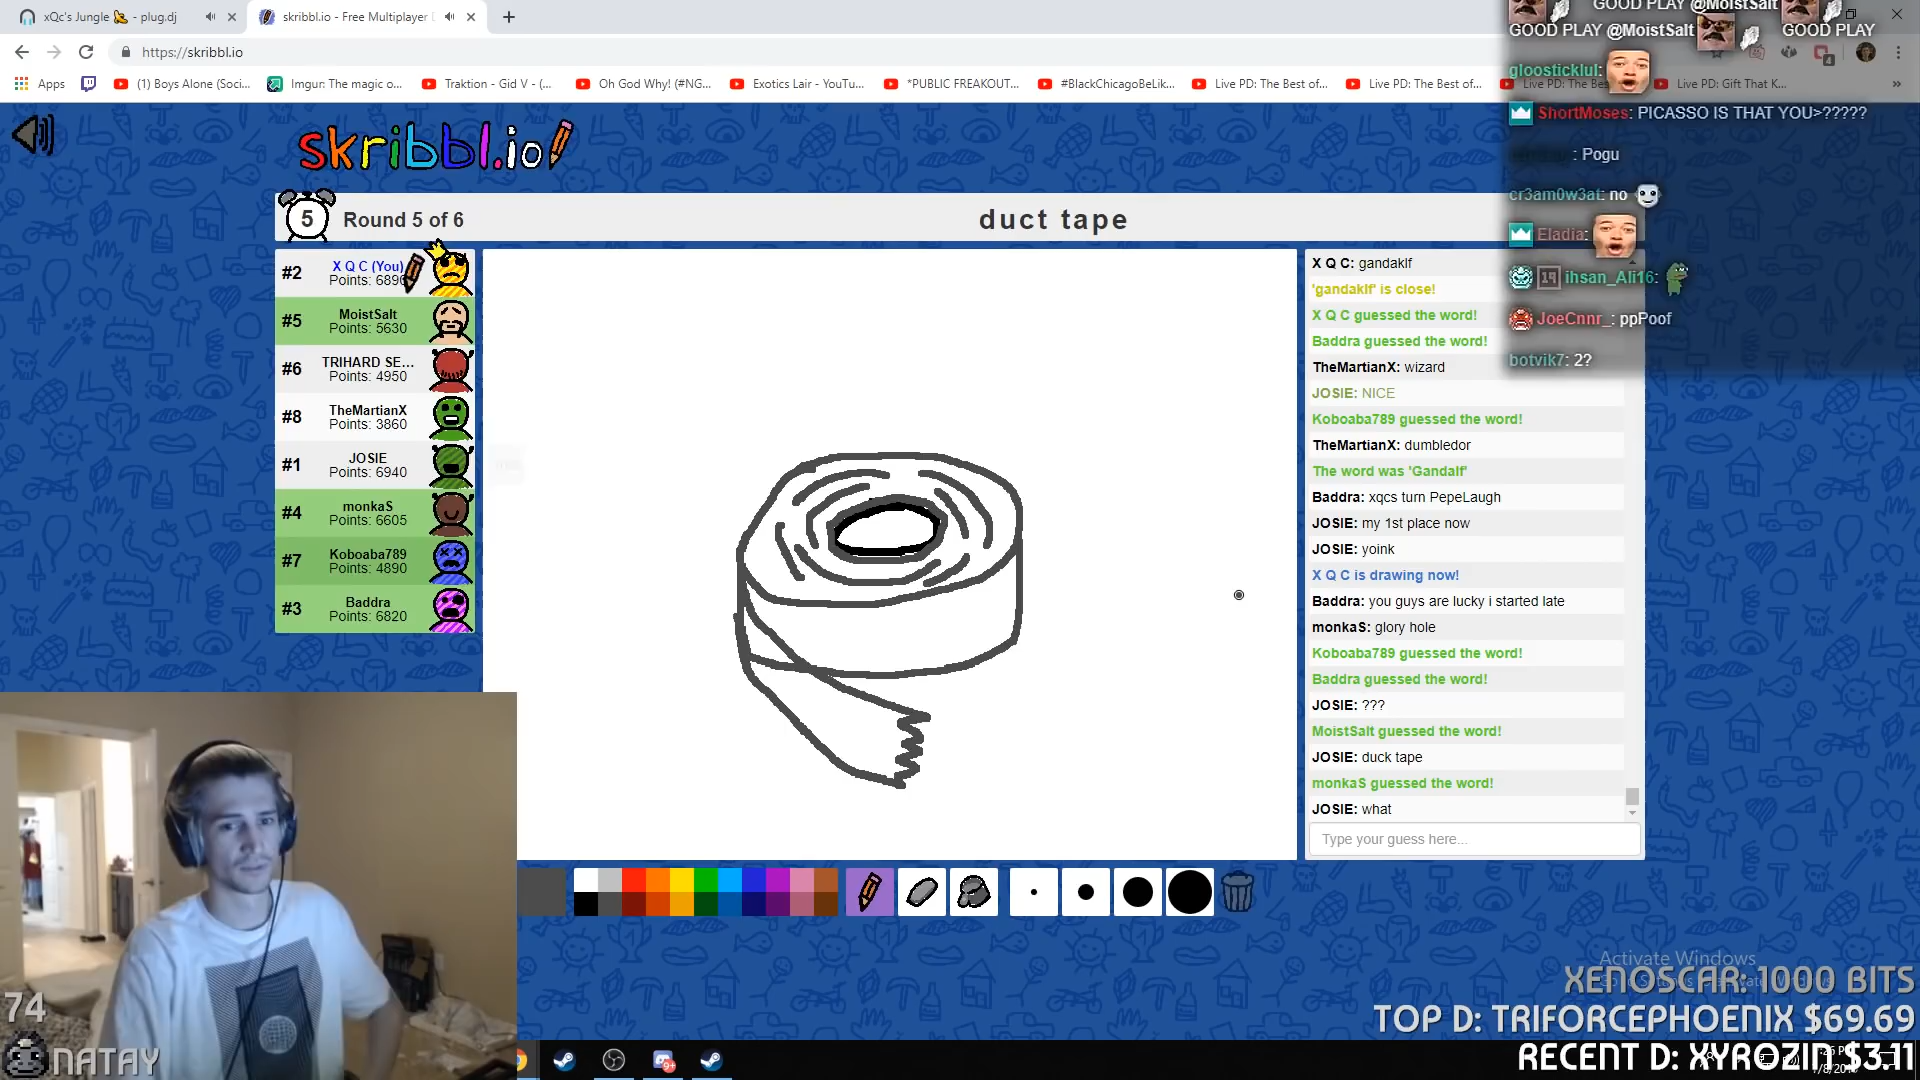 xQc's Jungle - plug.dj
skribbl.io - Free Multiplayer
https://skribbl.io
Apps
(1) Boys Alone (Soci...
Imgur: The magic o...
Traktion - Gid V - (...
Oh God Why! (#NG...
Exotics Lair - YouTu...
*PUBLIC FREAKOUT...
#BlackChicagoBeLik...
Live PD: The Best of...
Live PD: The Best of...
Live PD: The Bes
Live PD: Gift That K...
GOOD PLAY @MoistSalt
GOOD PLAY @MoistSalt GOOD PLAY
gloosticklul:
ShortMoses: PICASSO IS THAT YOU>?????
: Pogu
cr3am0w3at: no
Eladia:
19 ihsan_Ali16:
JoeCnnr_: ppPoof
botvik7: 2?
skribbl.io
5 Round 5 of 6
duct tape
#2 X Q C (You)
Points: 6890
#5 MoistSalt
Points: 5630
#6 TRIHARD SE...
Points: 4950
#8 TheMartianX
Points: 3860
#1 JOSIE
Points: 6940
#4 monkaS
Points: 6605
#7 Koboaba789
Points: 4890
#3 Baddra
Points: 6820
X Q C: gandaklf
'gandaklf' is close!
X Q C guessed the word!
Baddra guessed the word!
TheMartianX: wizard
JOSIE: NICE
Koboaba789 guessed the word!
TheMartianX: dumbledor
The word was 'Gandalf'
Baddra: xqcs turn PepeLaugh
JOSIE: my 1st place now
JOSIE: yoink
X Q C is drawing now!
Baddra: you guys are lucky i started late
monkaS: glory hole
Koboaba789 guessed the word!
Baddra guessed the word!
JOSIE: ???
MoistSalt guessed the word!
JOSIE: duck tape
monkaS guessed the word!
JOSIE: what
Type your guess here...
Activate Windows
XENOSCAR: 1000 BITS
TOP D: TRIFORCEPHOENIX $69.69
RECENT D: XYROZIN $3.11
74
NATAY